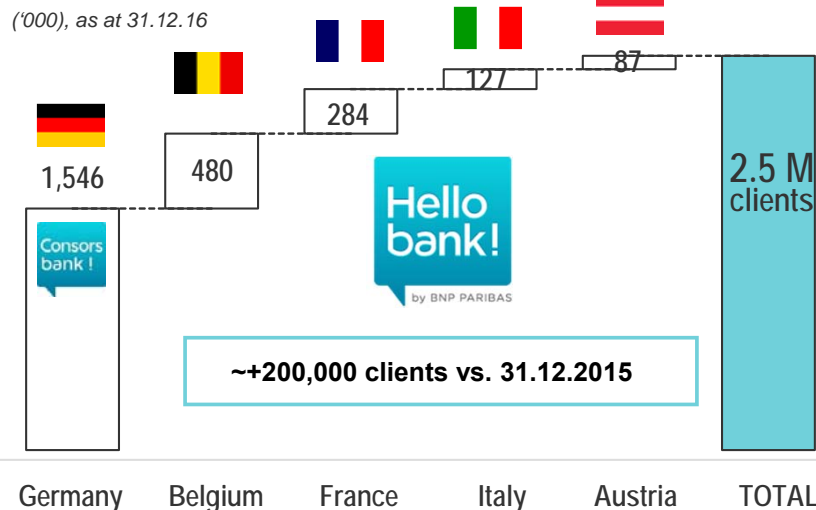 ('000), as at 31.12.16
1,546
480
284
127
87
2.5 M
clients
Consors
bank !
Hello
bank!
by BNP PARIBAS
~+200,000 clients vs. 31.12.2015
Germany
Belgium
France
Italy
Austria
TOTAL